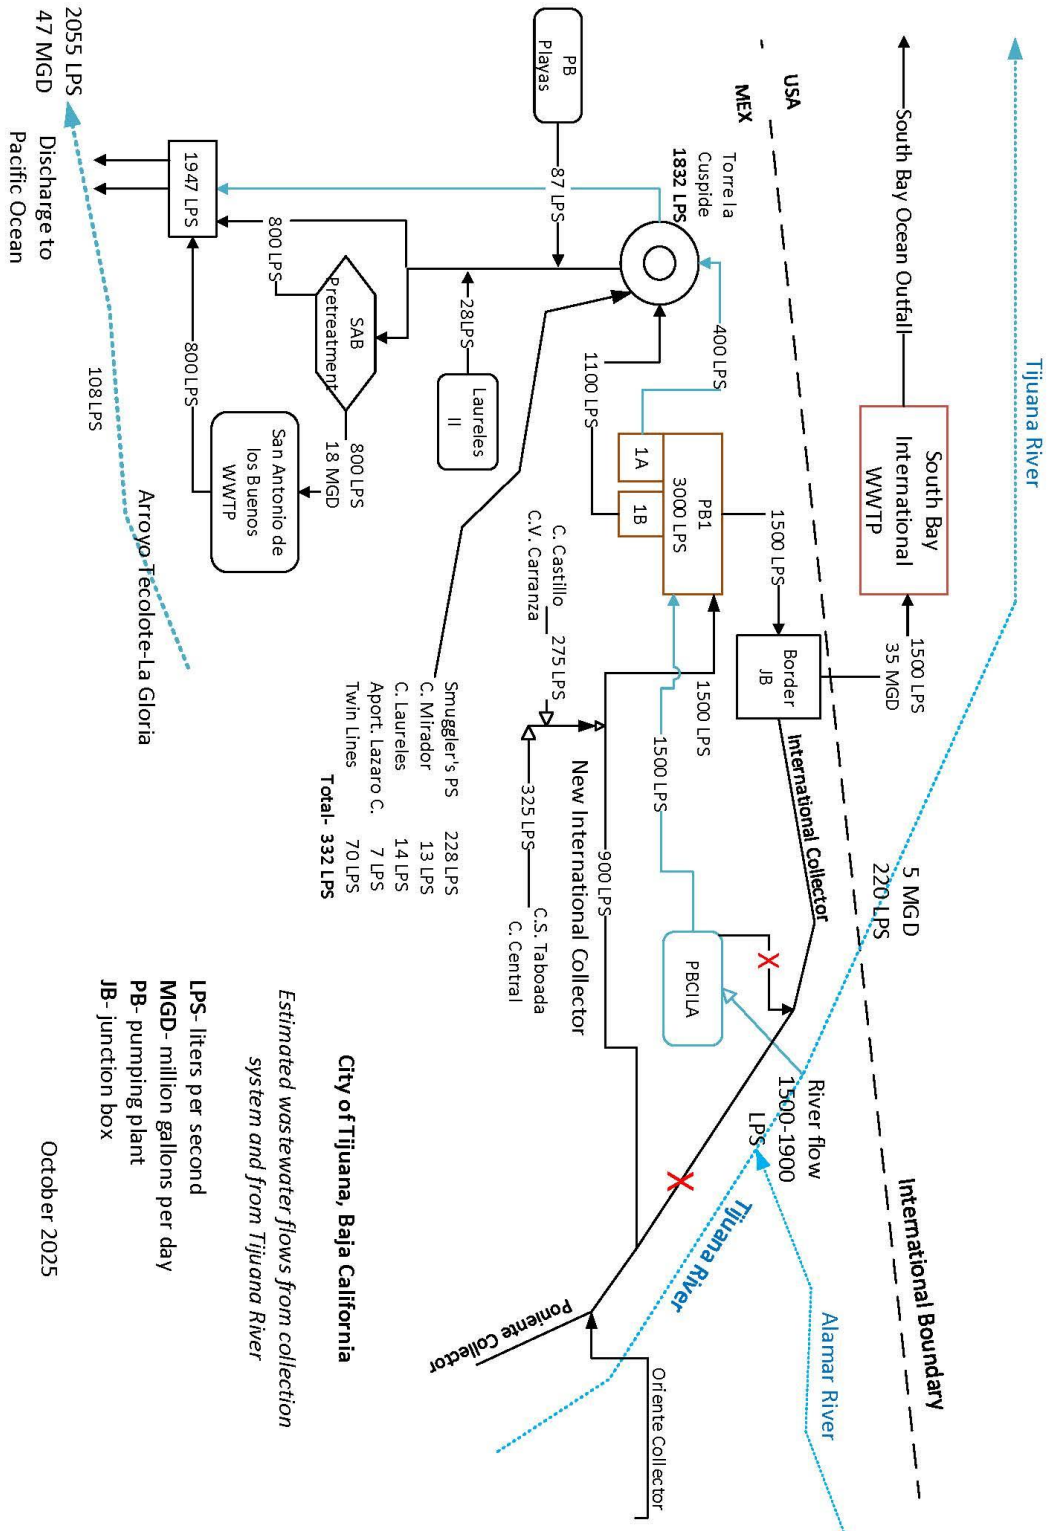 Tijuana River
South Bay Ocean Outfall
South Bay
International
WWTP
1500 LPS
35 MGD
5 MGD
220 LPS
International Boundary
USA
MEX
Border
JB
International Collector
River flow
1500-1900
LPS
Alamar River
Tijuana River
Torre la
Cuspide
1832 LPS
400 LPS
1100 LPS
PB1
3000 LPS
1A
1B
1500 LPS
1500 LPS
1500 LPS
PBCILA
Oriente Collector
Poniente Collector
900 LPS
New International Collector
C. Castillo
C.V. Carranza
275 LPS
325 LPS
C.S. Taboada
C. Central
PB
Playas
87 LPS
28LPS
Laureles
II
Smuggler's PS 228 LPS
C. Mirador 13 LPS
C. Laureles 14 LPS
Aport. Lazaro C. 7 LPS
Twin Lines 70 LPS
Total- 332 LPS
SAB
Pretreatment
800 LPS
800 LPS
18 MGD
San Antonio de
los Buenos
WWTP
800 LPS
1947 LPS
2055 LPS
47 MGD
Discharge to
Pacific Ocean
108 LPS
Arroyo Tecolote-La Gloria
City of Tijuana, Baja California
Estimated wastewater flows from collection
system and from Tijuana River
LPS- liters per second
MGD- million gallons per day
PB- pumping plant
JB- junction box
October 2025